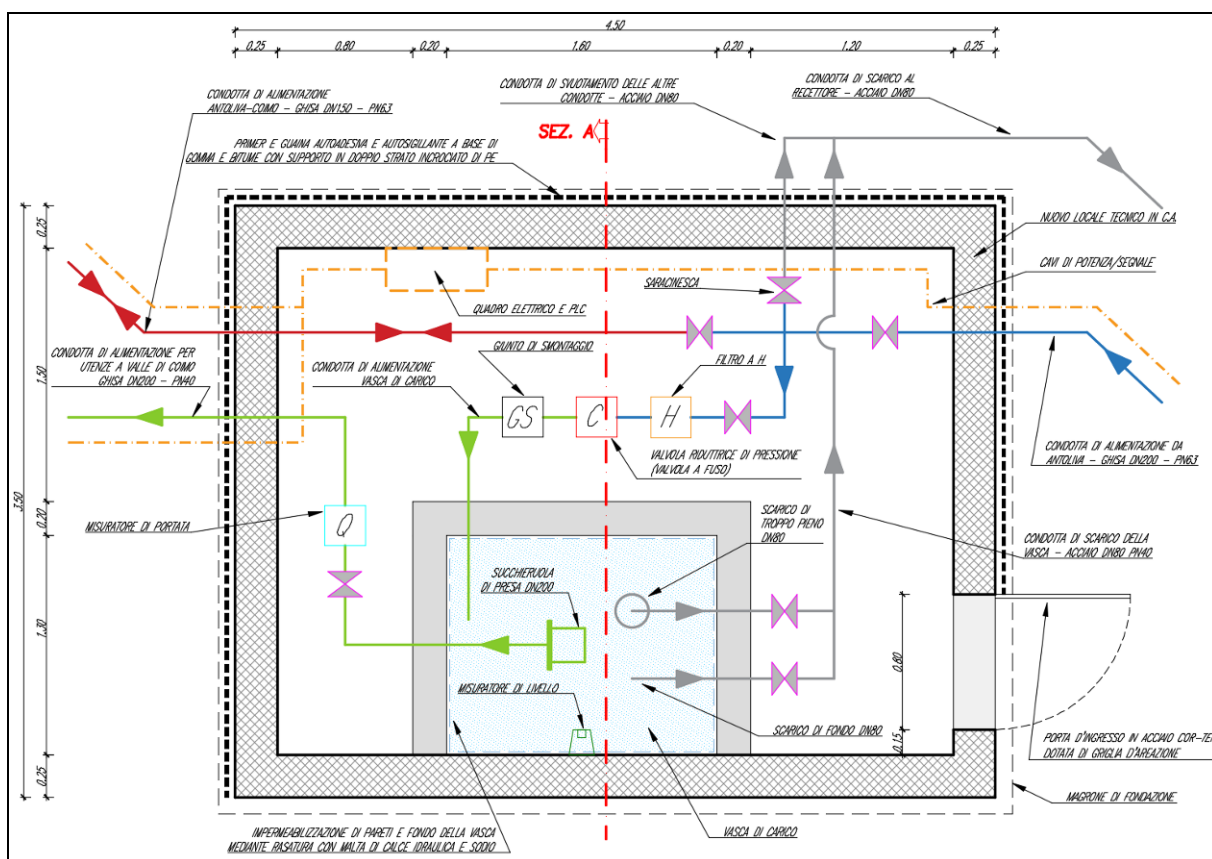 4.50
0.25
0.80
0.20
1.60
0.20
1.20
0.25
CONDOTTA DI SVUOTAMENTO DELLE ALTRE
CONDOTTE - ACCIAIO DN80
CONDOTTA DI SCARICO AL
RECETTORE - ACCIAIO DN80
CONDOTTA DI ALIMENTAZIONE
ANTOLIVA-COIMO - GHISA DN150 - PN63
SEZ. A
PRIMER E GUAINA AUTOADESIVA E AUTOSIGILLANTE A BASE DI
GOMMA E BITUME CON SUPPORTO IN DOPPIO STRATO INCROCIATO DI PE
0.25
NUOVO LOCALE TECNICO IN C.A.
CAVI DI POTENZA/SEGNALE
SARACINESCA
QUADRO ELETTRICO E PLC
GIUNTO DI SMONTAGGIO
CONDOTTA DI ALIMENTAZIONE PER
UTENZE A VALLE DI COIMO
GHISA DN200 - PN40
CONDOTTA DI ALIMENTAZIONE
VASCA DI CARICO
FILTRO A H
1.50
GS
C
H
VALVOLA RIDUTTRICE DI PRESSIONE
(VALVOLA A FUSO)
CONDOTTA DI ALIMENTAZIONE DA
ANTOLIVA - GHISA DN200 - PN63
3.50
0.20
MISURATORE DI PORTATA
Q
SCARICO DI
TROPPO PIENO
DN80
CONDOTTA DI SCARICO DELLA
VASCA - ACCIAIO DN80 PN40
SUCCHIERUOLA
DI PRESA DN200
1.30
0.80
MISURATORE DI LIVELLO
SCARICO DI FONDO DN80
0.15
PORTA D'INGRESSO IN ACCIAIO COR-TEN
DOTATA DI GRIGLIA D'AREAZIONE
0.25
MAGRONE DI FONDAZIONE
IMPERMEABILIZZAZIONE DI PARETI E FONDO DELLA VASCA
MEDIANTE RASATURA CON MALTA DI CALCE IDRAULICA E SODIO
VASCA DI CARICO